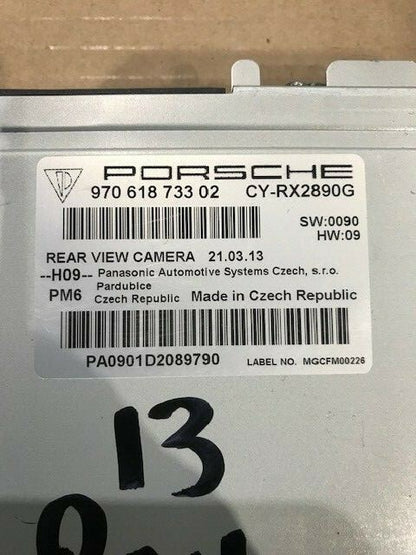 PORSCHE
970 618 733 02 CY-RX2890G
SW:0090
HW:09
REAR VIEW CAMERA 21.03.13
--H09-- Panasonic Automotive Systems Czech, s.r.o.
Pardubice
PM6 Czech Republic Made in Czech Republic
PA0901D2089790 LABEL NO. MGCFM00226
13